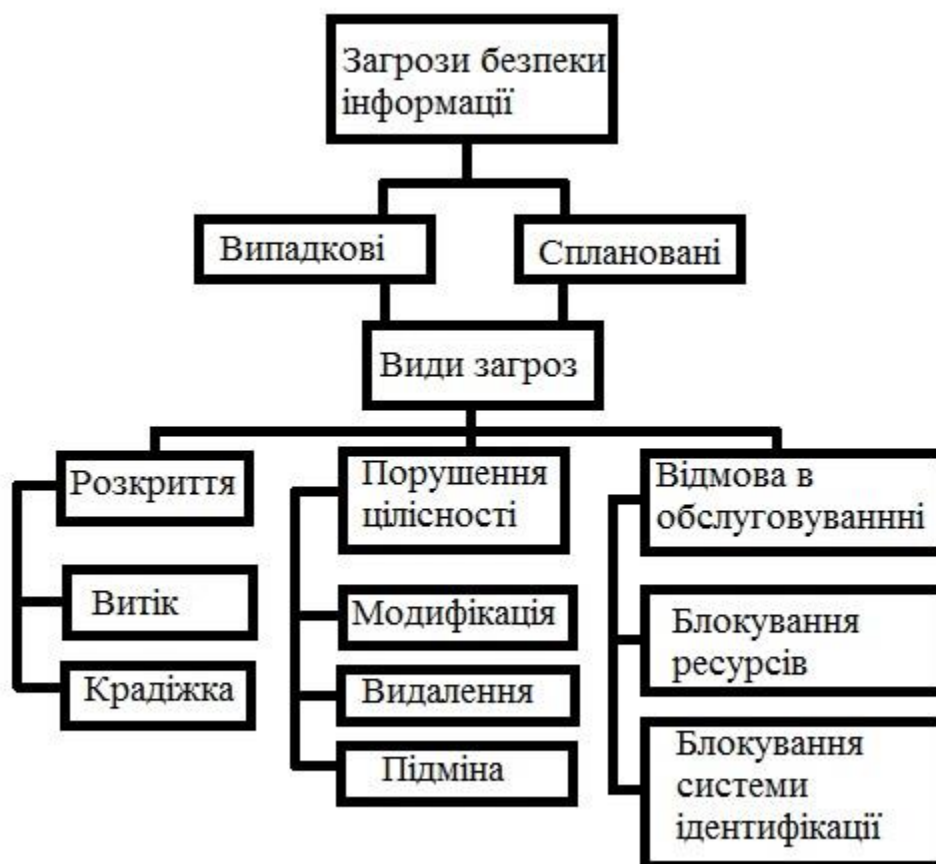 Загрози безпеки
інформації
Випадкові
Сплановані
Види загроз
Розкриття
Порушення
цілісності
Відмова в
обслуговуваннні
Витік
Модифікація
Блокування
ресурсів
Крадіжка
Видалення
Підміна
Блокування
системи
ідентифікації